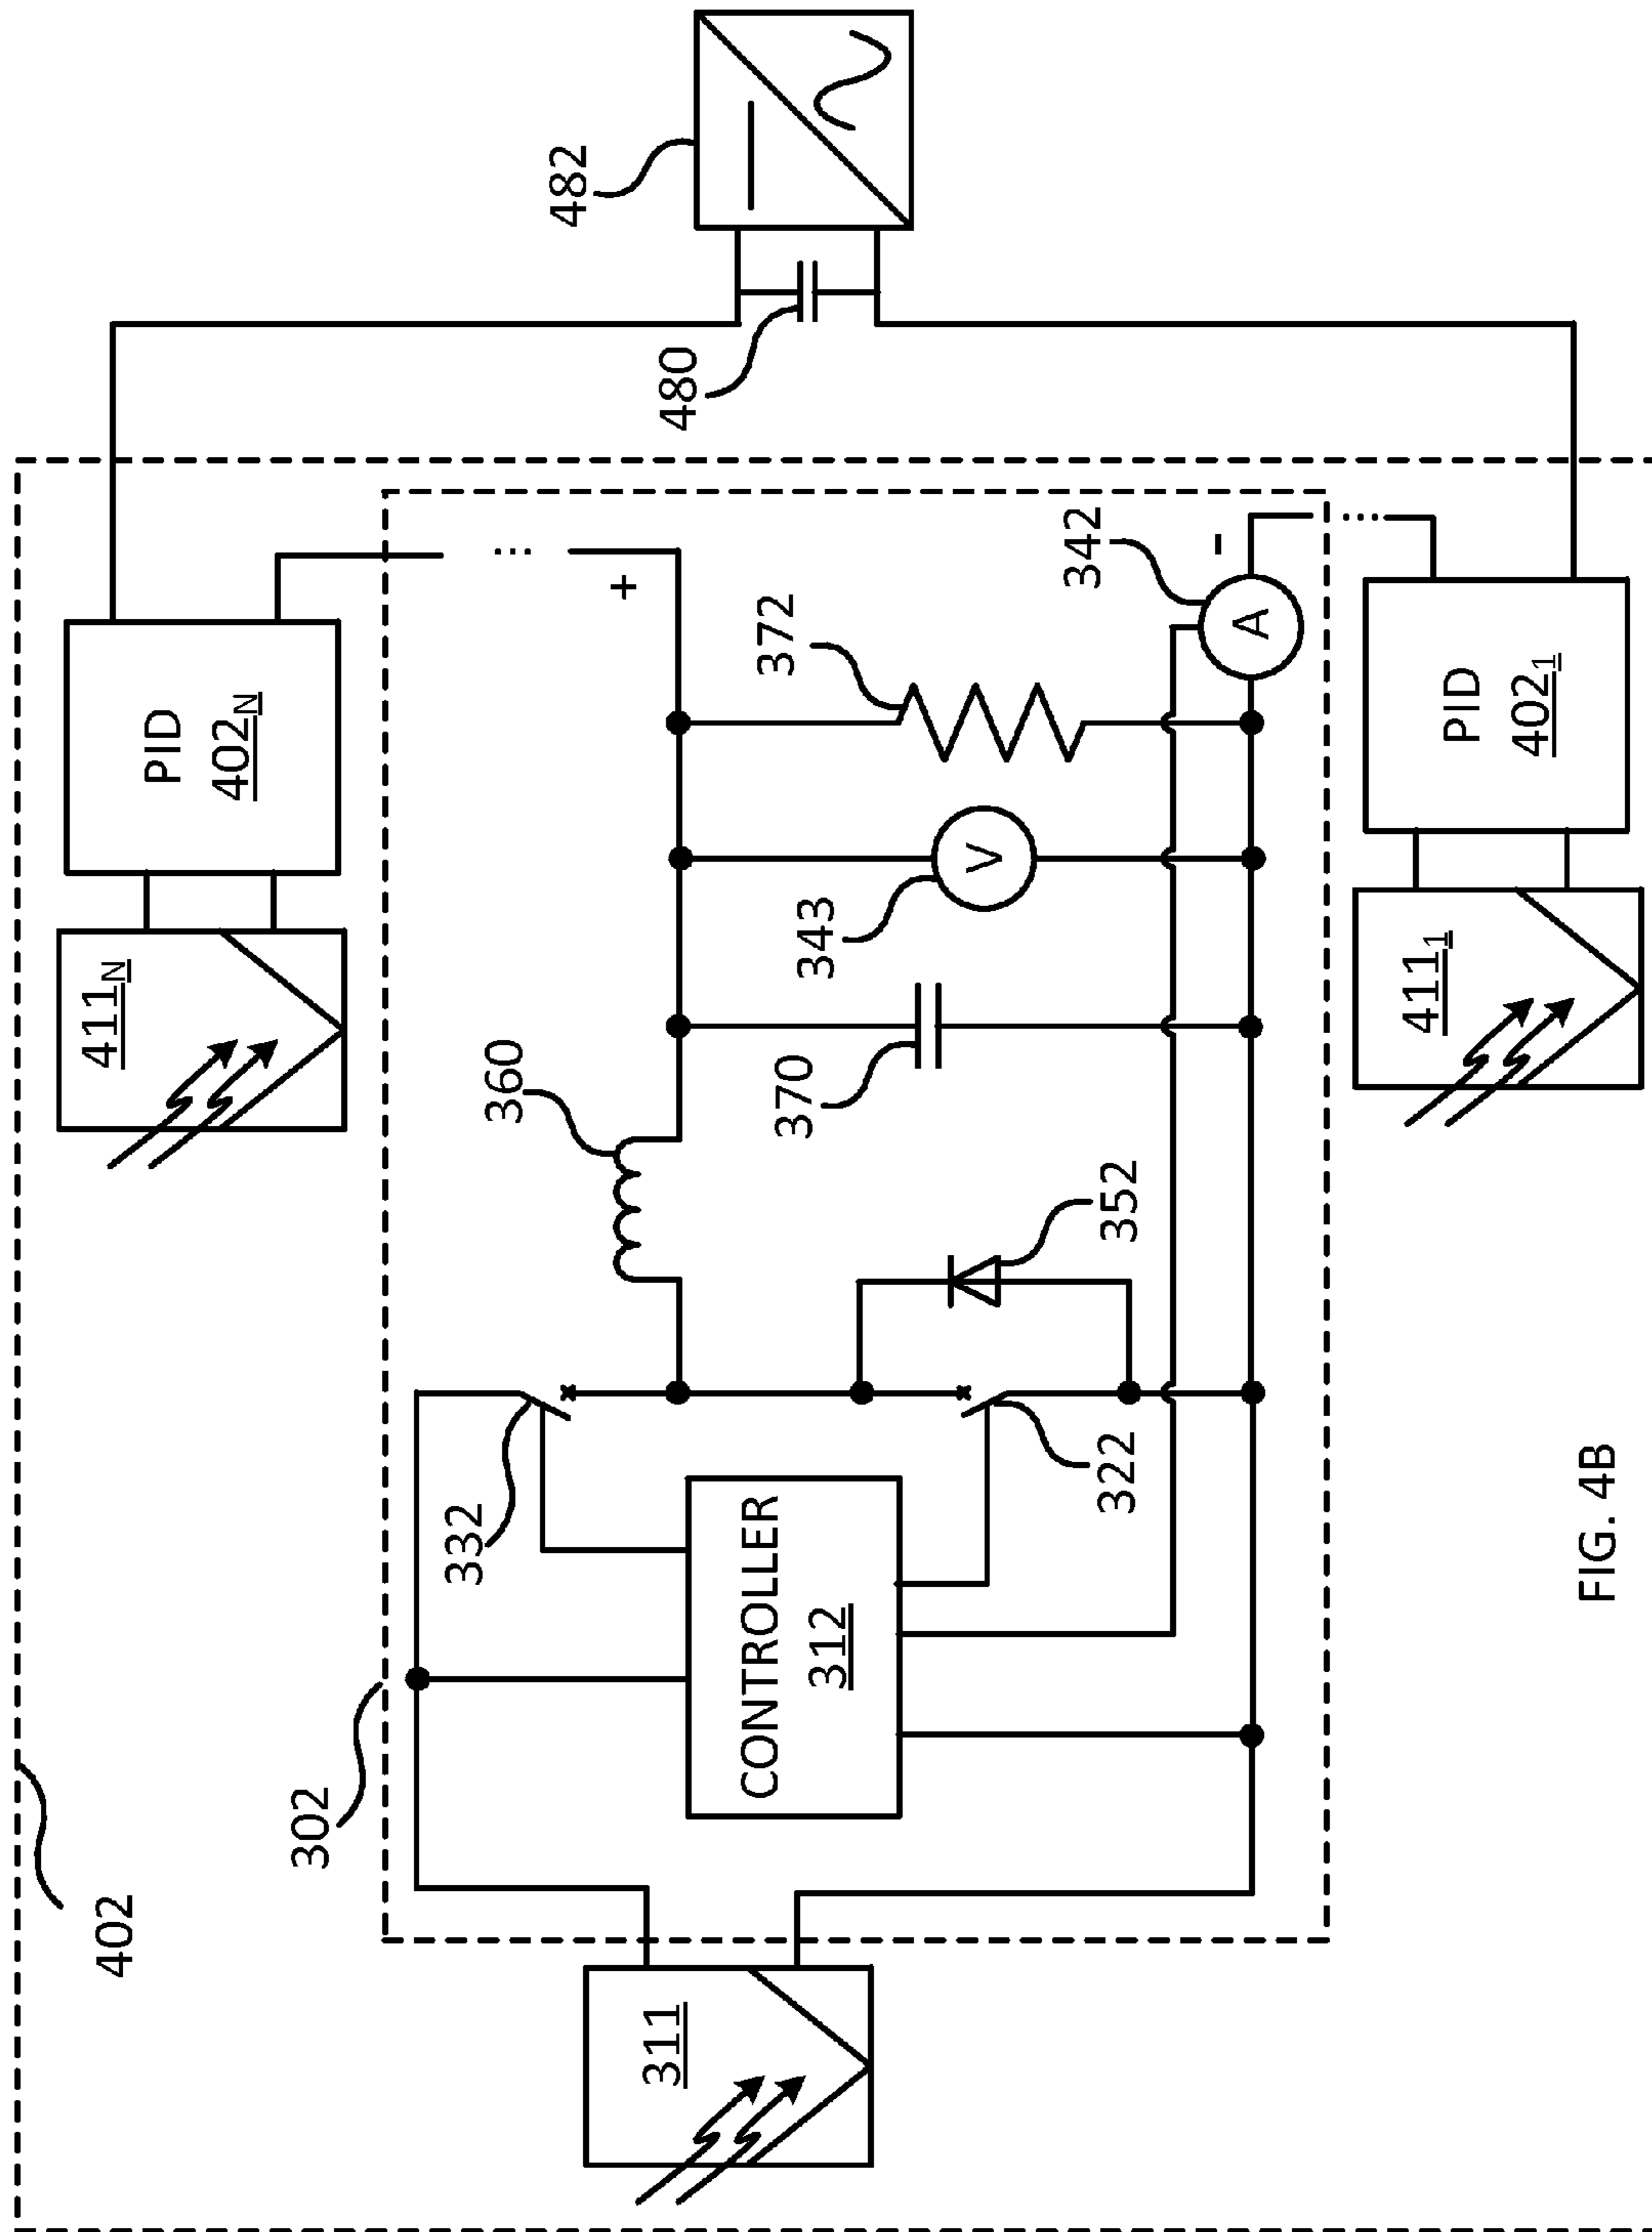 402
411N
PID
402N
482
480
302
332
360
+
311
CONTROLLER
312
370
343
V
372
322
352
342
A
-
...
...
4111
PID
4021
FIG. 4B